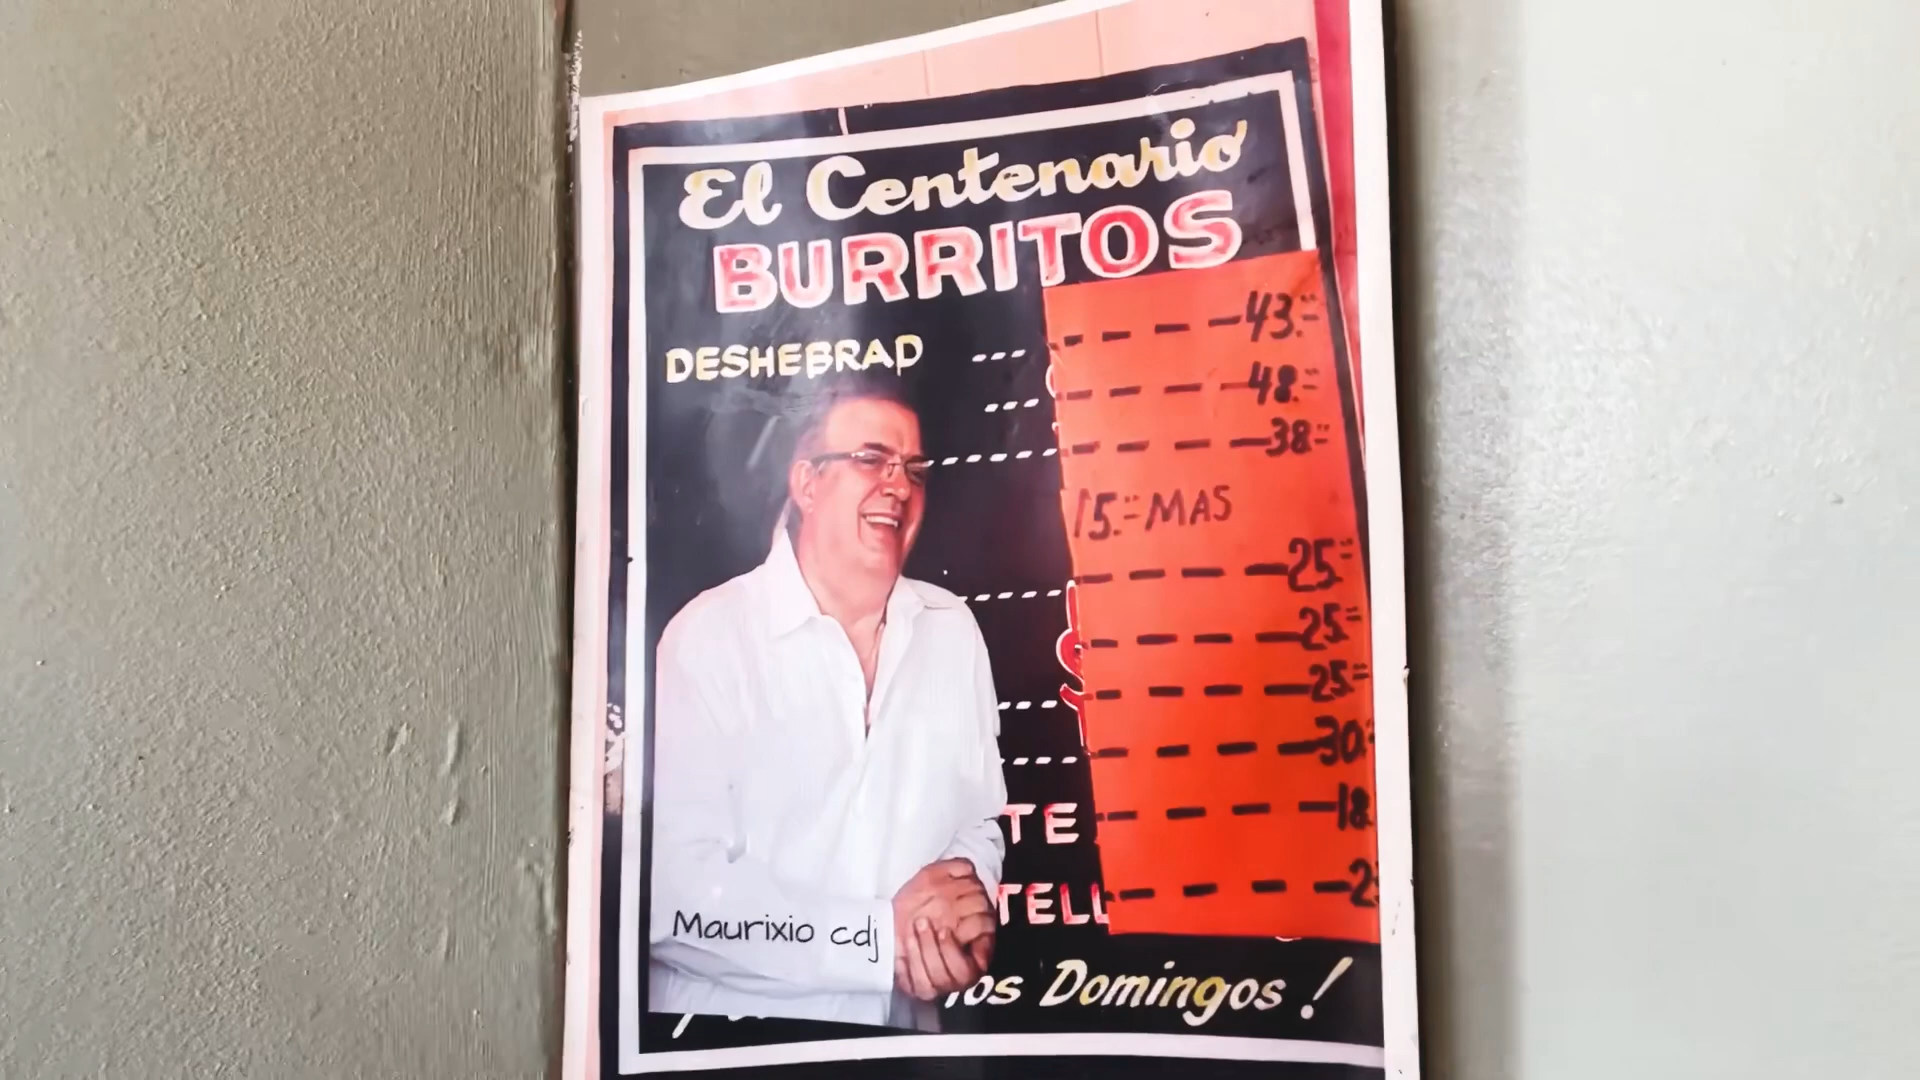 El Centenario
BURRITOS
DESHEBRAD --- - - - -43.=
--- - - - -48.=
- - - -38.=
15.= MAS
- - - -25.=
- - - -25.=
- - - -25.=
- - - -30.=
TE - - - -18.
TELL - - - -2
Maurixio cdj
los Domingos !